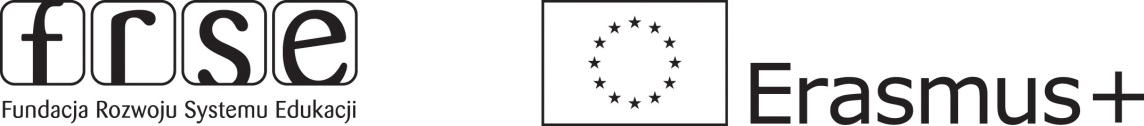 frse
Fundacja Rozwoju Systemu Edukacji
Erasmus+